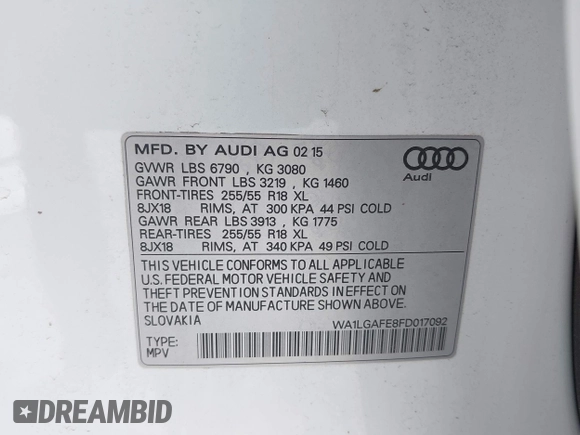 MFD. BY AUDI AG 02 15
GVWR LBS 6790 , KG 3080
GAWR FRONT LBS 3219 , KG 1460
FRONT-TIRES 255/55 R18 XL
8JX18 RIMS, AT 300 KPA 44 PSI COLD
GAWR REAR LBS 3913 , KG 1775
REAR-TIRES 255/55 R18 XL
8JX18 RIMS, AT 340 KPA 49 PSI COLD
Audi
THIS VEHICLE CONFORMS TO ALL APPLICABLE
U.S. FEDERAL MOTOR VEHICLE SAFETY AND
THEFT PREVENTION STANDARDS IN EFFECT ON
THE DATE OF MANUFACTURE SHOWN ABOVE.
SLOVAKIA
WA1LGAFE8FD017092
TYPE:
MPV
DREAMBID